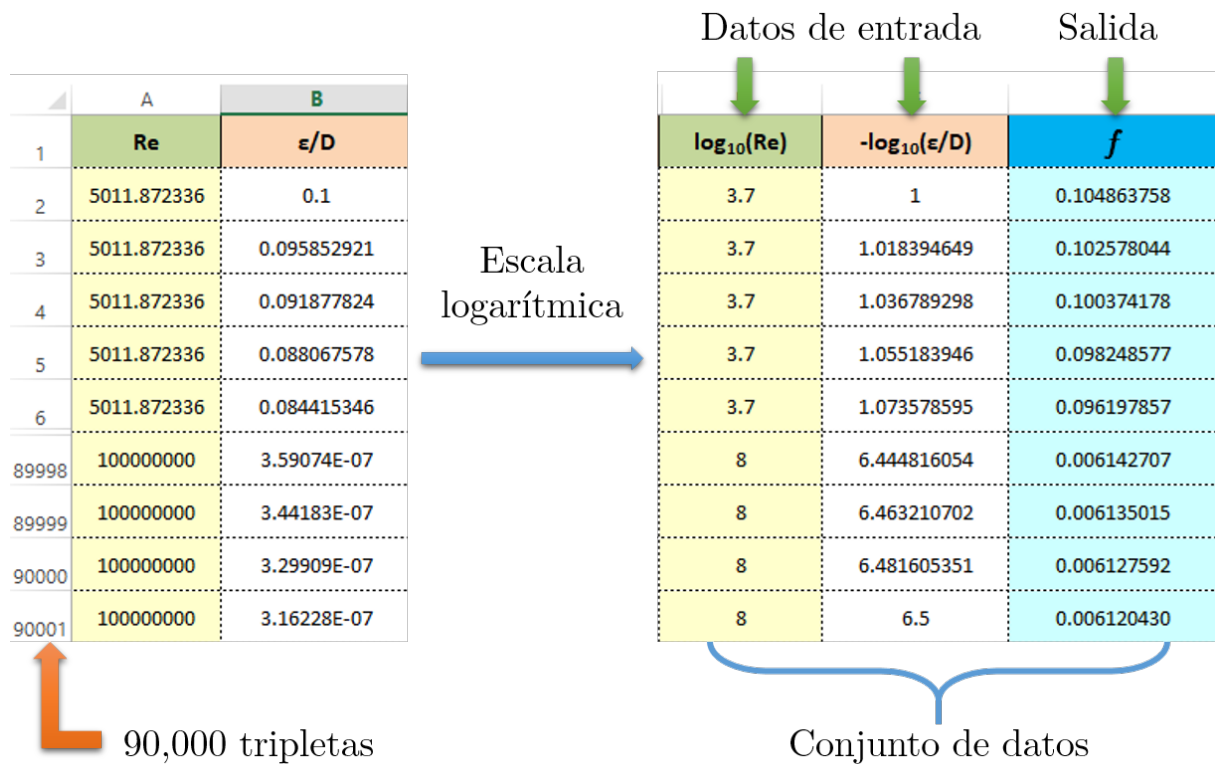 Datos de entrada Salida
A B
1 Re ε/D
2 5011.872336 0.1
3 5011.872336 0.095852921
4 5011.872336 0.091877824
5 5011.872336 0.088067578
6 5011.872336 0.084415346
89998 100000000 3.59074E-07
89999 100000000 3.44183E-07
90000 100000000 3.29909E-07
90001 100000000 3.16228E-07
Escala
logarítmica
log₁₀(Re) -log₁₀(ε/D) f
3.7 1 0.104863758
3.7 1.018394649 0.102578044
3.7 1.036789298 0.100374178
3.7 1.055183946 0.098248577
3.7 1.073578595 0.096197857
8 6.444816054 0.006142707
8 6.463210702 0.006135015
8 6.481605351 0.006127592
8 6.5 0.006120430
90,000 tripletas
Conjunto de datos